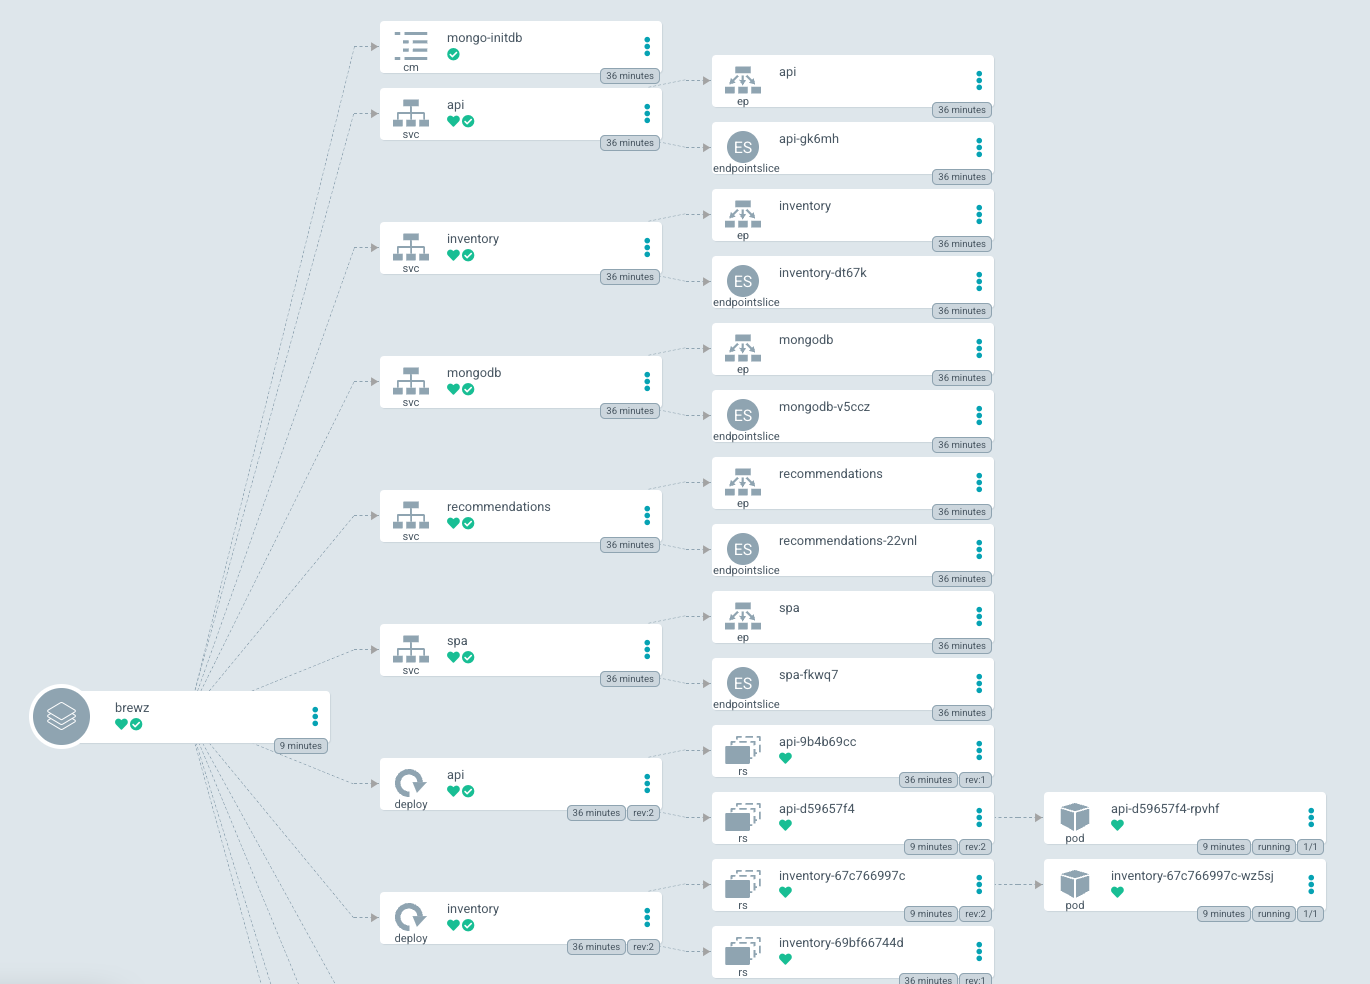 mongo-initdb
cm
36 minutes
api
svc
36 minutes
api
ep
36 minutes
ES
api-gk6mh
endpointslice
36 minutes
inventory
svc
36 minutes
inventory
ep
36 minutes
ES
inventory-dt67k
endpointslice
36 minutes
mongodb
svc
36 minutes
mongodb
ep
36 minutes
ES
mongodb-v5ccz
endpointslice
36 minutes
recommendations
svc
36 minutes
recommendations
ep
36 minutes
ES
recommendations-22vnl
endpointslice
36 minutes
spa
svc
36 minutes
spa
ep
36 minutes
ES
spa-fkwq7
endpointslice
36 minutes
brewz
9 minutes
api
deploy
36 minutes rev:2
api-9b4b69cc
rs
36 minutes rev:1
api-d59657f4
rs
9 minutes rev:2
api-d59657f4-rpvhf
pod
9 minutes running 1/1
inventory
deploy
36 minutes rev:2
inventory-67c766997c
rs
9 minutes rev:2
inventory-67c766997c-wz5sj
pod
9 minutes running 1/1
inventory-69bf66744d
rs
36 minutes rev:1